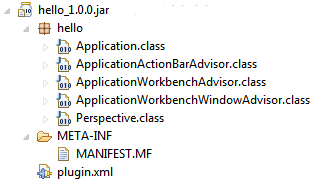 hello_1.0.0.jar
hello
Application.class
ApplicationActionBarAdvisor.class
ApplicationWorkbenchAdvisor.class
ApplicationWorkbenchWindowAdvisor.class
Perspective.class
META-INF
MANIFEST.MF
plugin.xml